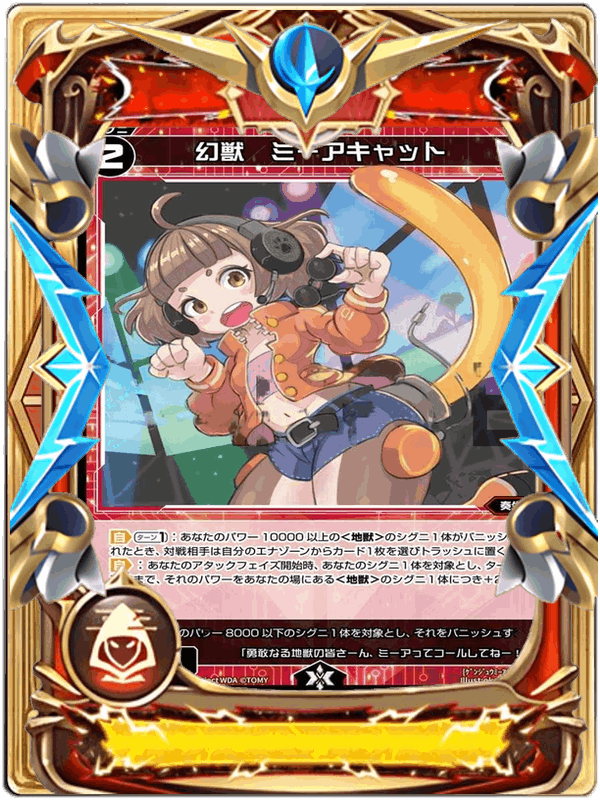 2
幻獣 ミーアキャット
奏
自 ターン1：あなたのパワー 10000 以上の<地獣>のシグニ１体がバニッシ
れたとき、対戦相手は自分のエナゾーンからカード１枚を選びトラッシュに置く
：あなたのアタックフェイズ開始時、あなたのシグニ１体を対象とし、ター
まで、それのパワーをあなたの場にある<地獣>のシグニ１体につき＋2
のパワー 8000 以下のシグニ１体を対象とし、それをバニッシュす
「勇敢なる地獣の皆さーん、ミーアってコールしてねー！
ject WDA ©TOMY
Illust